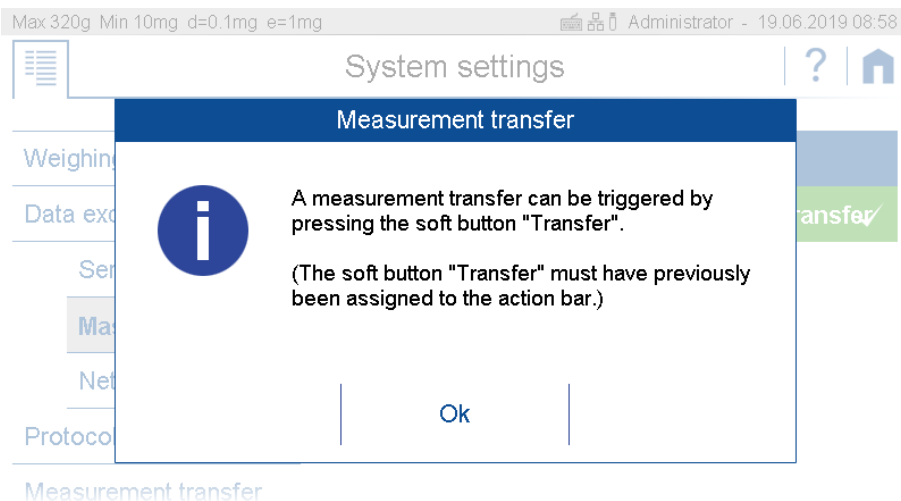 Max 320g Min 10mg d=0.1mg e=1mg
Administrator - 19.06.2019 08:58
System settings
?
Measurement transfer
Weighing
Data exc
ansfer
i
A measurement transfer can be triggered by
pressing the soft button "Transfer".
(The soft button "Transfer" must have previously
been assigned to the action bar.)
Ser
Mas
Net
Ok
Protocol
Measurement transfer